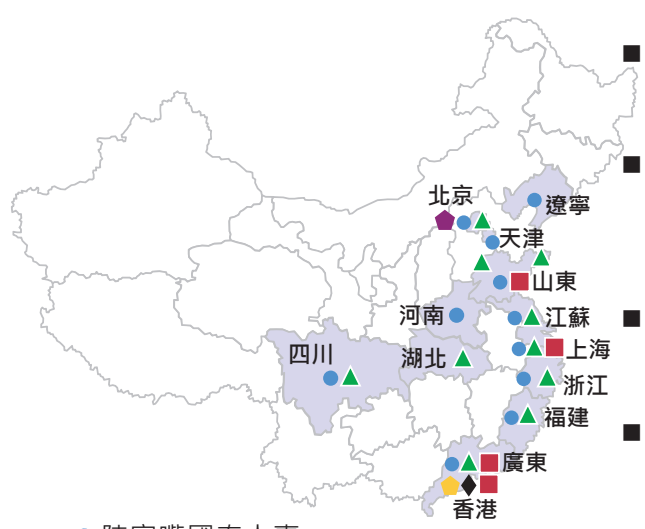 北京
遼寧
天津
山東
河南
江蘇
四川
湖北
上海
浙江
福建
廣東
香港